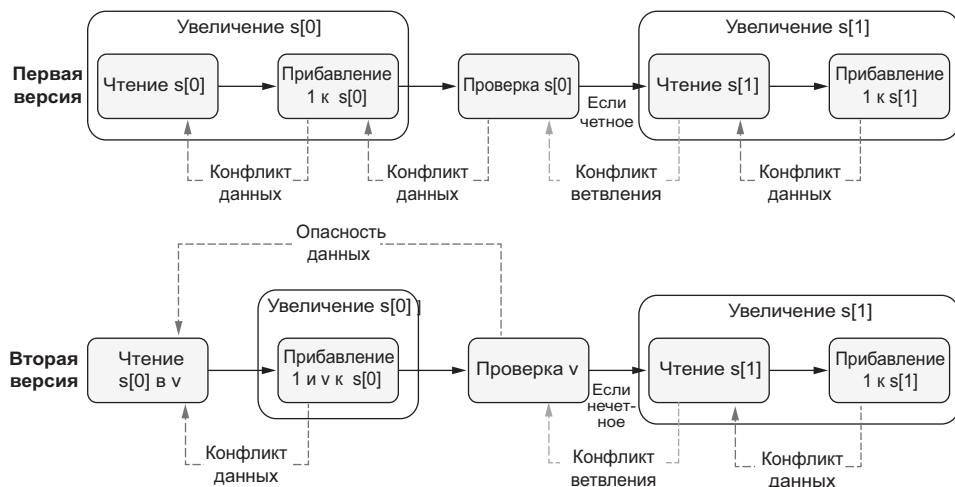 Увеличение s[0]
Увеличение s[1]
Первая
версия
Чтение s[0]
Прибавление
1 к s[0]
Проверка s[0]
Если
четное
Чтение s[1]
Прибавление
1 к s[1]
Конфликт
данных
Конфликт
данных
Конфликт
ветвления
Конфликт
данных
Опасность
данных
Увеличение s[0]
Увеличение s[1]
Вторая
версия
Чтение
s[0] в v
Прибавление
1 и v к s[0]
Проверка v
Если
нечет-
ное
Чтение s[1]
Прибавление
1 к s[1]
Конфликт
данных
Конфликт
ветвления
Конфликт
данных